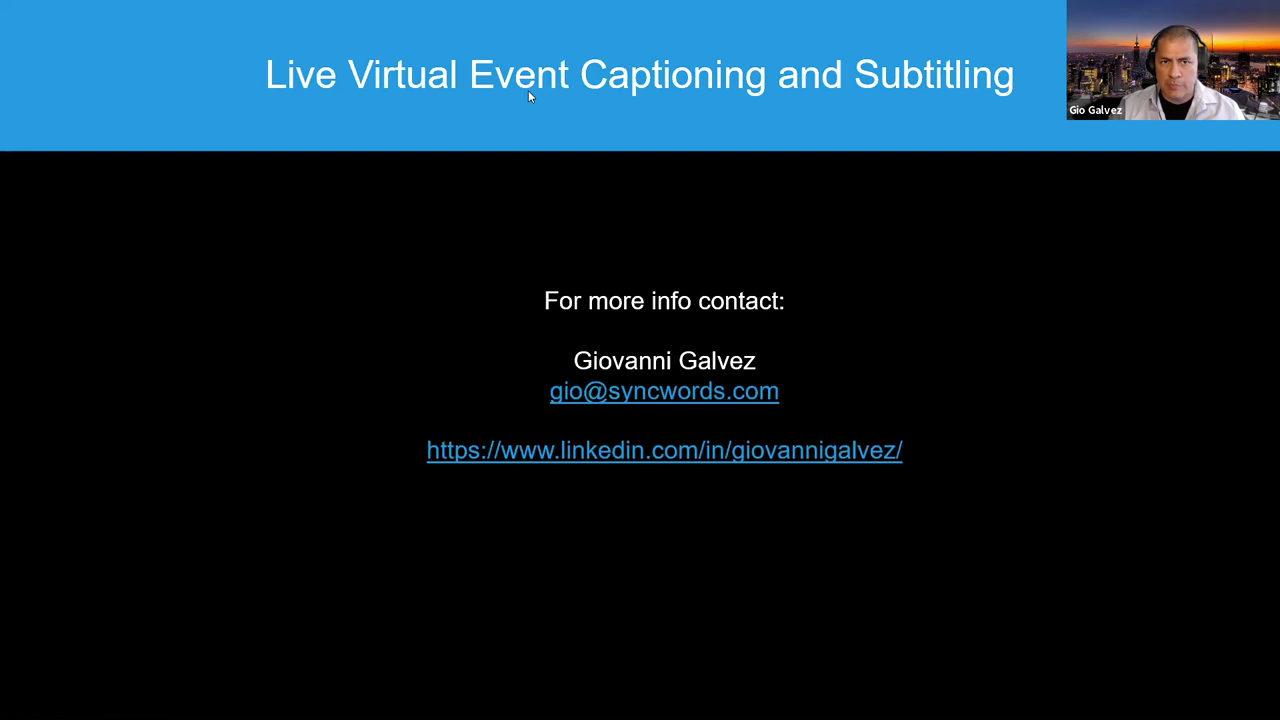 Live Virtual Event Captioning and Subtitling
Gio Galvez
For more info contact:
Giovanni Galvez
gio@syncwords.com
https://www.linkedin.com/in/giovannigalvez/